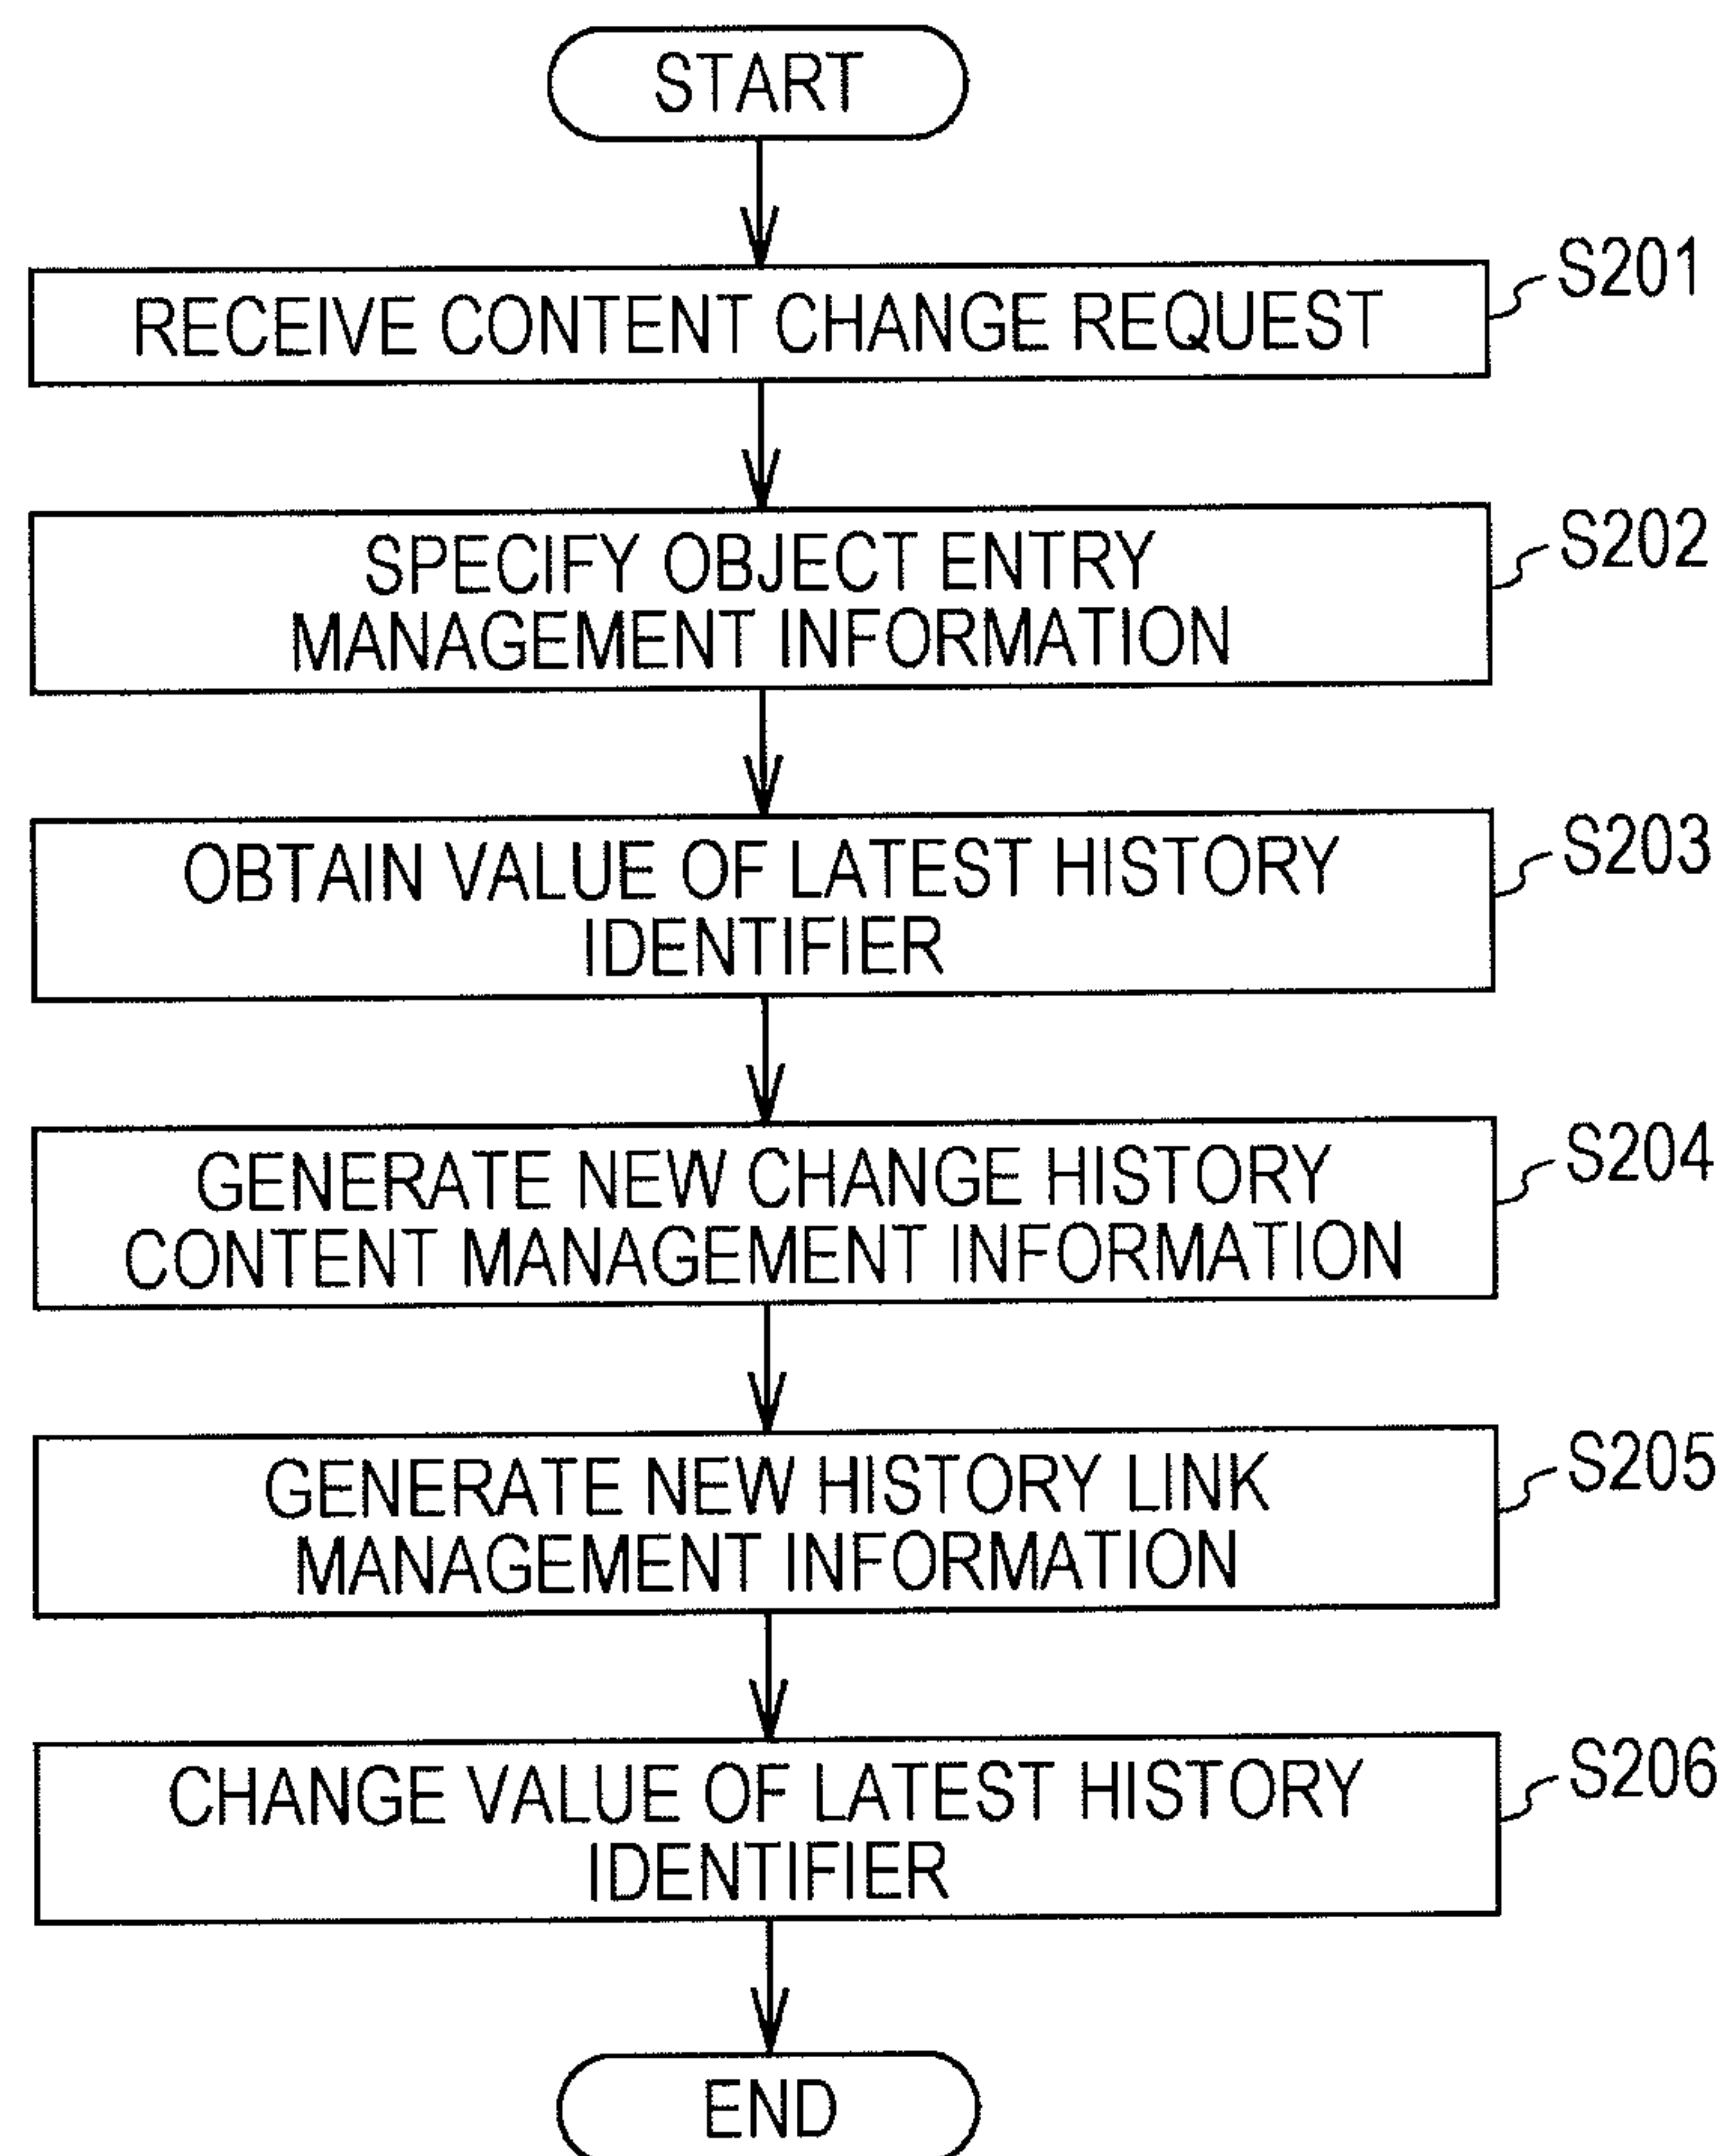 START
RECEIVE CONTENT CHANGE REQUEST
S201
SPECIFY OBJECT ENTRY
MANAGEMENT INFORMATION
S202
OBTAIN VALUE OF LATEST HISTORY
IDENTIFIER
S203
GENERATE NEW CHANGE HISTORY
CONTENT MANAGEMENT INFORMATION
S204
GENERATE NEW HISTORY LINK
MANAGEMENT INFORMATION
S205
CHANGE VALUE OF LATEST HISTORY
IDENTIFIER
S206
END